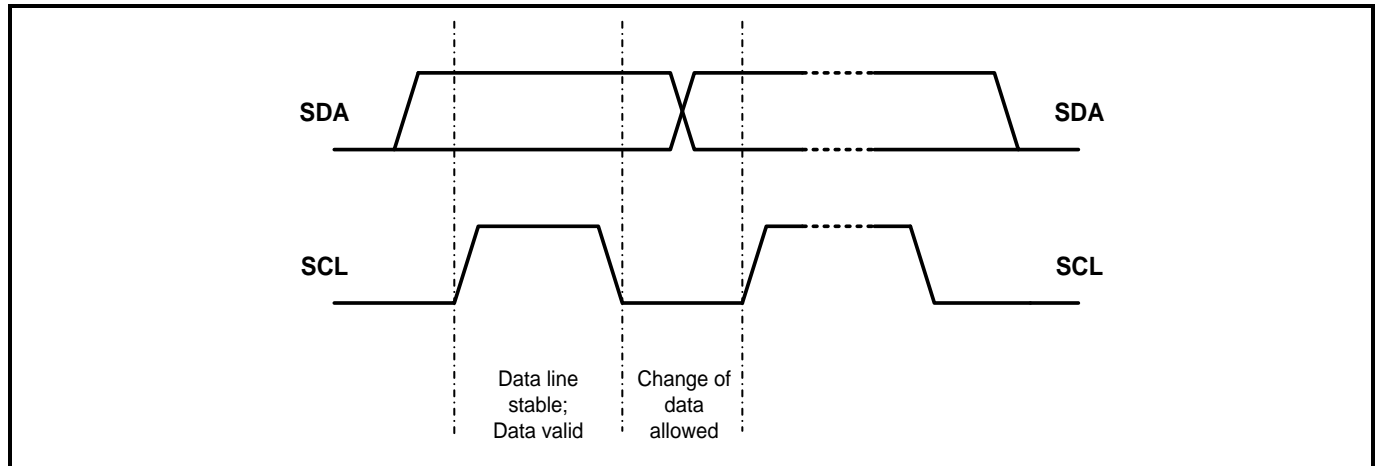 SDA
SDA
SCL
SCL
Data line
stable;
Data valid
Change of
data
allowed